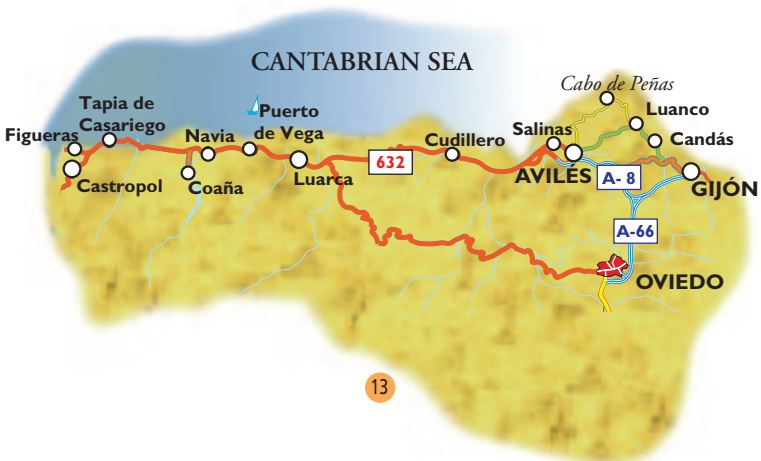 CANTABRIAN SEA
Cabo de Peñas
Tapia de
Casariego
Puerto
de Vega
Luanco
Figueras
Navia
Cudillero
Salinas
Candás
632
Castropol
Coaña
Luarca
AVILÉS
A- 8
GIJÓN
A-66
OVIEDO
13